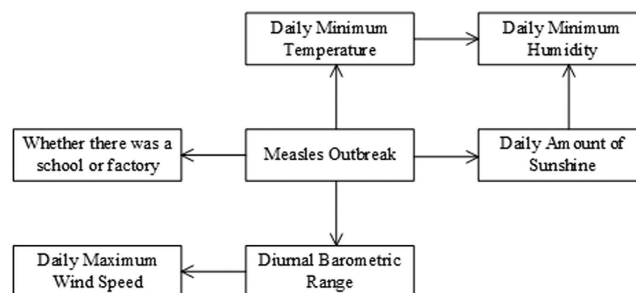 Daily Minimum
Temperature
Daily Minimum
Humidity
Whether there was a
school or factory
Measles Outbreak
Daily Amount of
Sunshine
Daily Maximum
Wind Speed
Diurnal Barometric
Range